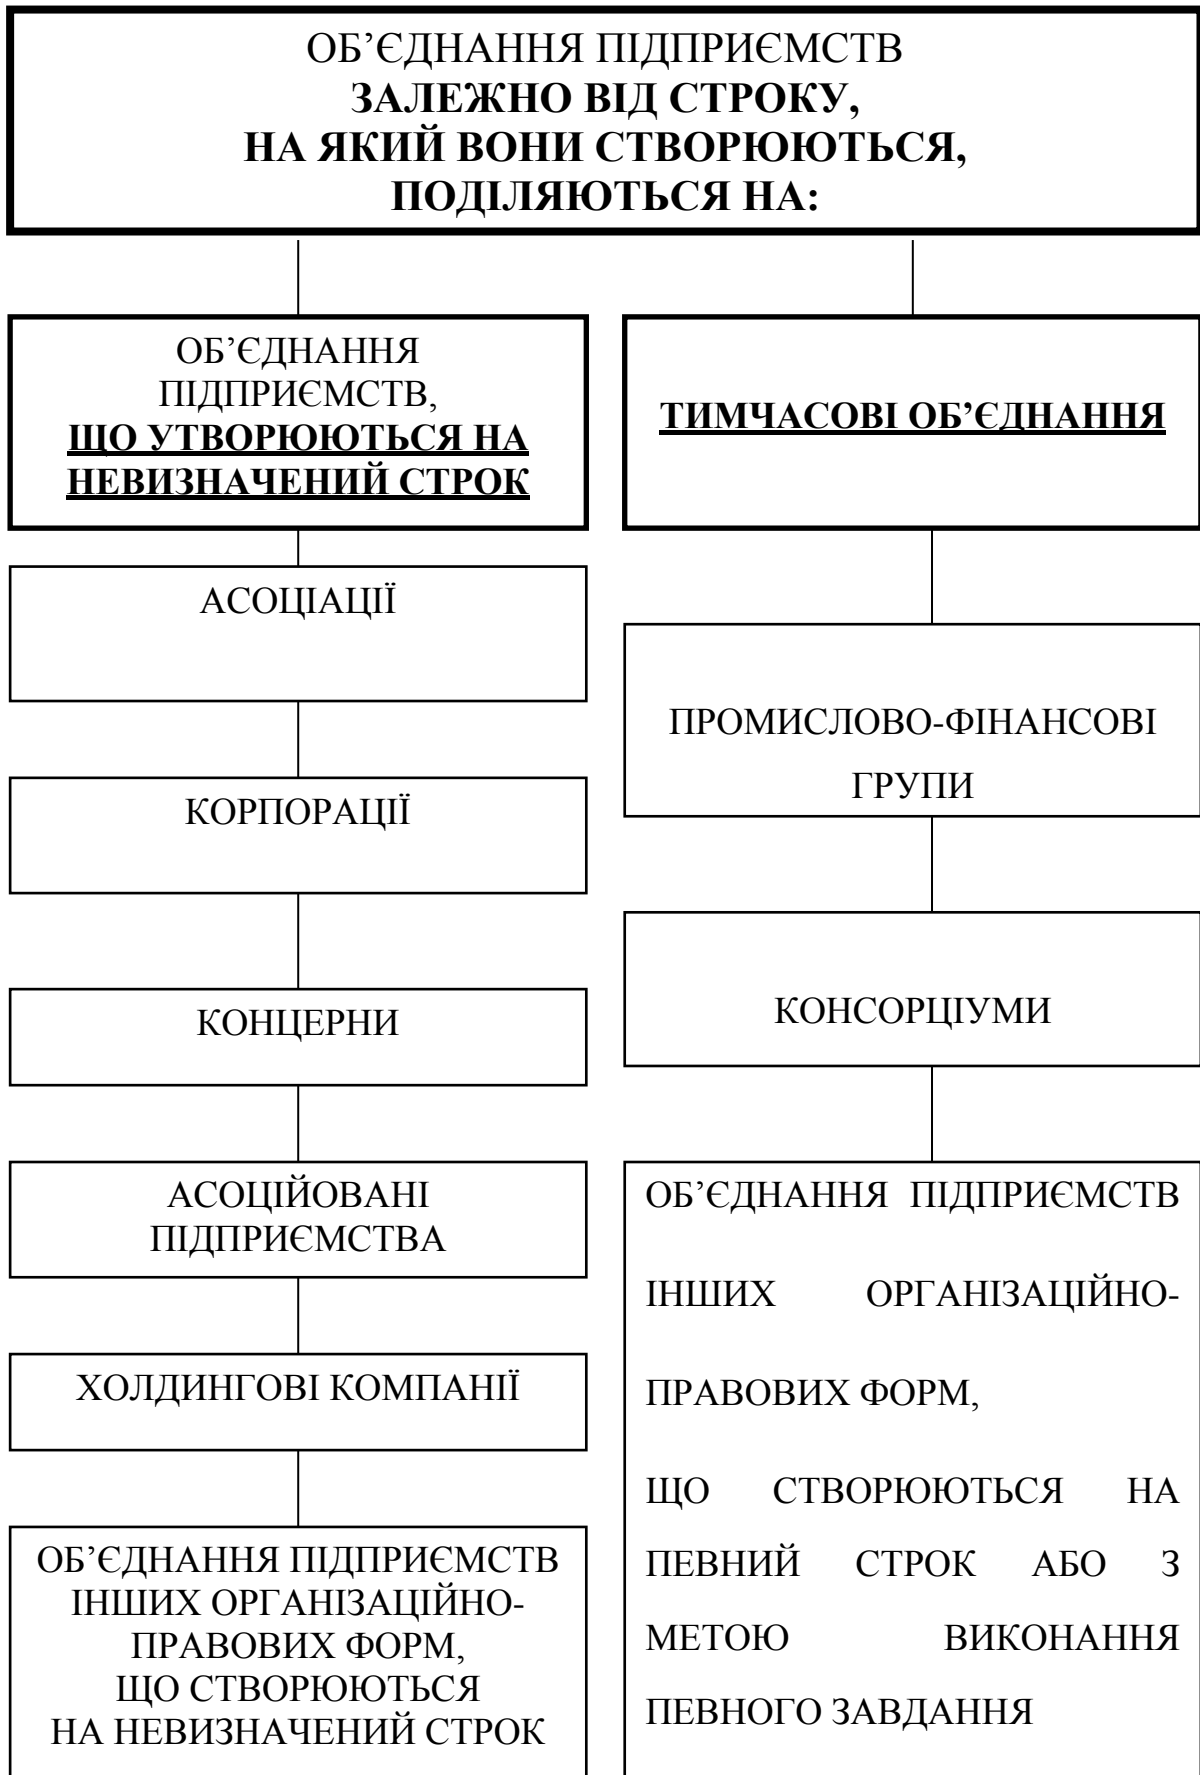 ОБ’ЄДНАННЯ ПІДПРИЄМСТВ
ЗАЛЕЖНО ВІД СТРОКУ,
НА ЯКИЙ ВОНИ СТВОРЮЮТЬСЯ,
ПОДІЛЯЮТЬСЯ НА:
ОБ’ЄДНАННЯ
ПІДПРИЄМСТВ,
ЩО УТВОРЮЮТЬСЯ НА
НЕВИЗНАЧЕНИЙ СТРОК
АСОЦІАЦІЇ
КОРПОРАЦІЇ
КОНЦЕРНИ
АСОЦІЙОВАНІ
ПІДПРИЄМСТВА
ХОЛДИНГОВІ КОМПАНІЇ
ОБ’ЄДНАННЯ ПІДПРИЄМСТВ
ІНШИХ ОРГАНІЗАЦІЙНО-
ПРАВОВИХ ФОРМ,
ЩО СТВОРЮЮТЬСЯ
НА НЕВИЗНАЧЕНИЙ СТРОК
ТИМЧАСОВІ ОБ’ЄДНАННЯ
ПРОМИСЛОВО-ФІНАНСОВІ
ГРУПИ
КОНСОРЦІУМИ
ОБ’ЄДНАННЯ ПІДПРИЄМСТВ
ІНШИХ ОРГАНІЗАЦІЙНО-
ПРАВОВИХ ФОРМ,
ЩО СТВОРЮЮТЬСЯ НА
ПЕВНИЙ СТРОК АБО З
МЕТОЮ ВИКОНАННЯ
ПЕВНОГО ЗАВДАННЯ